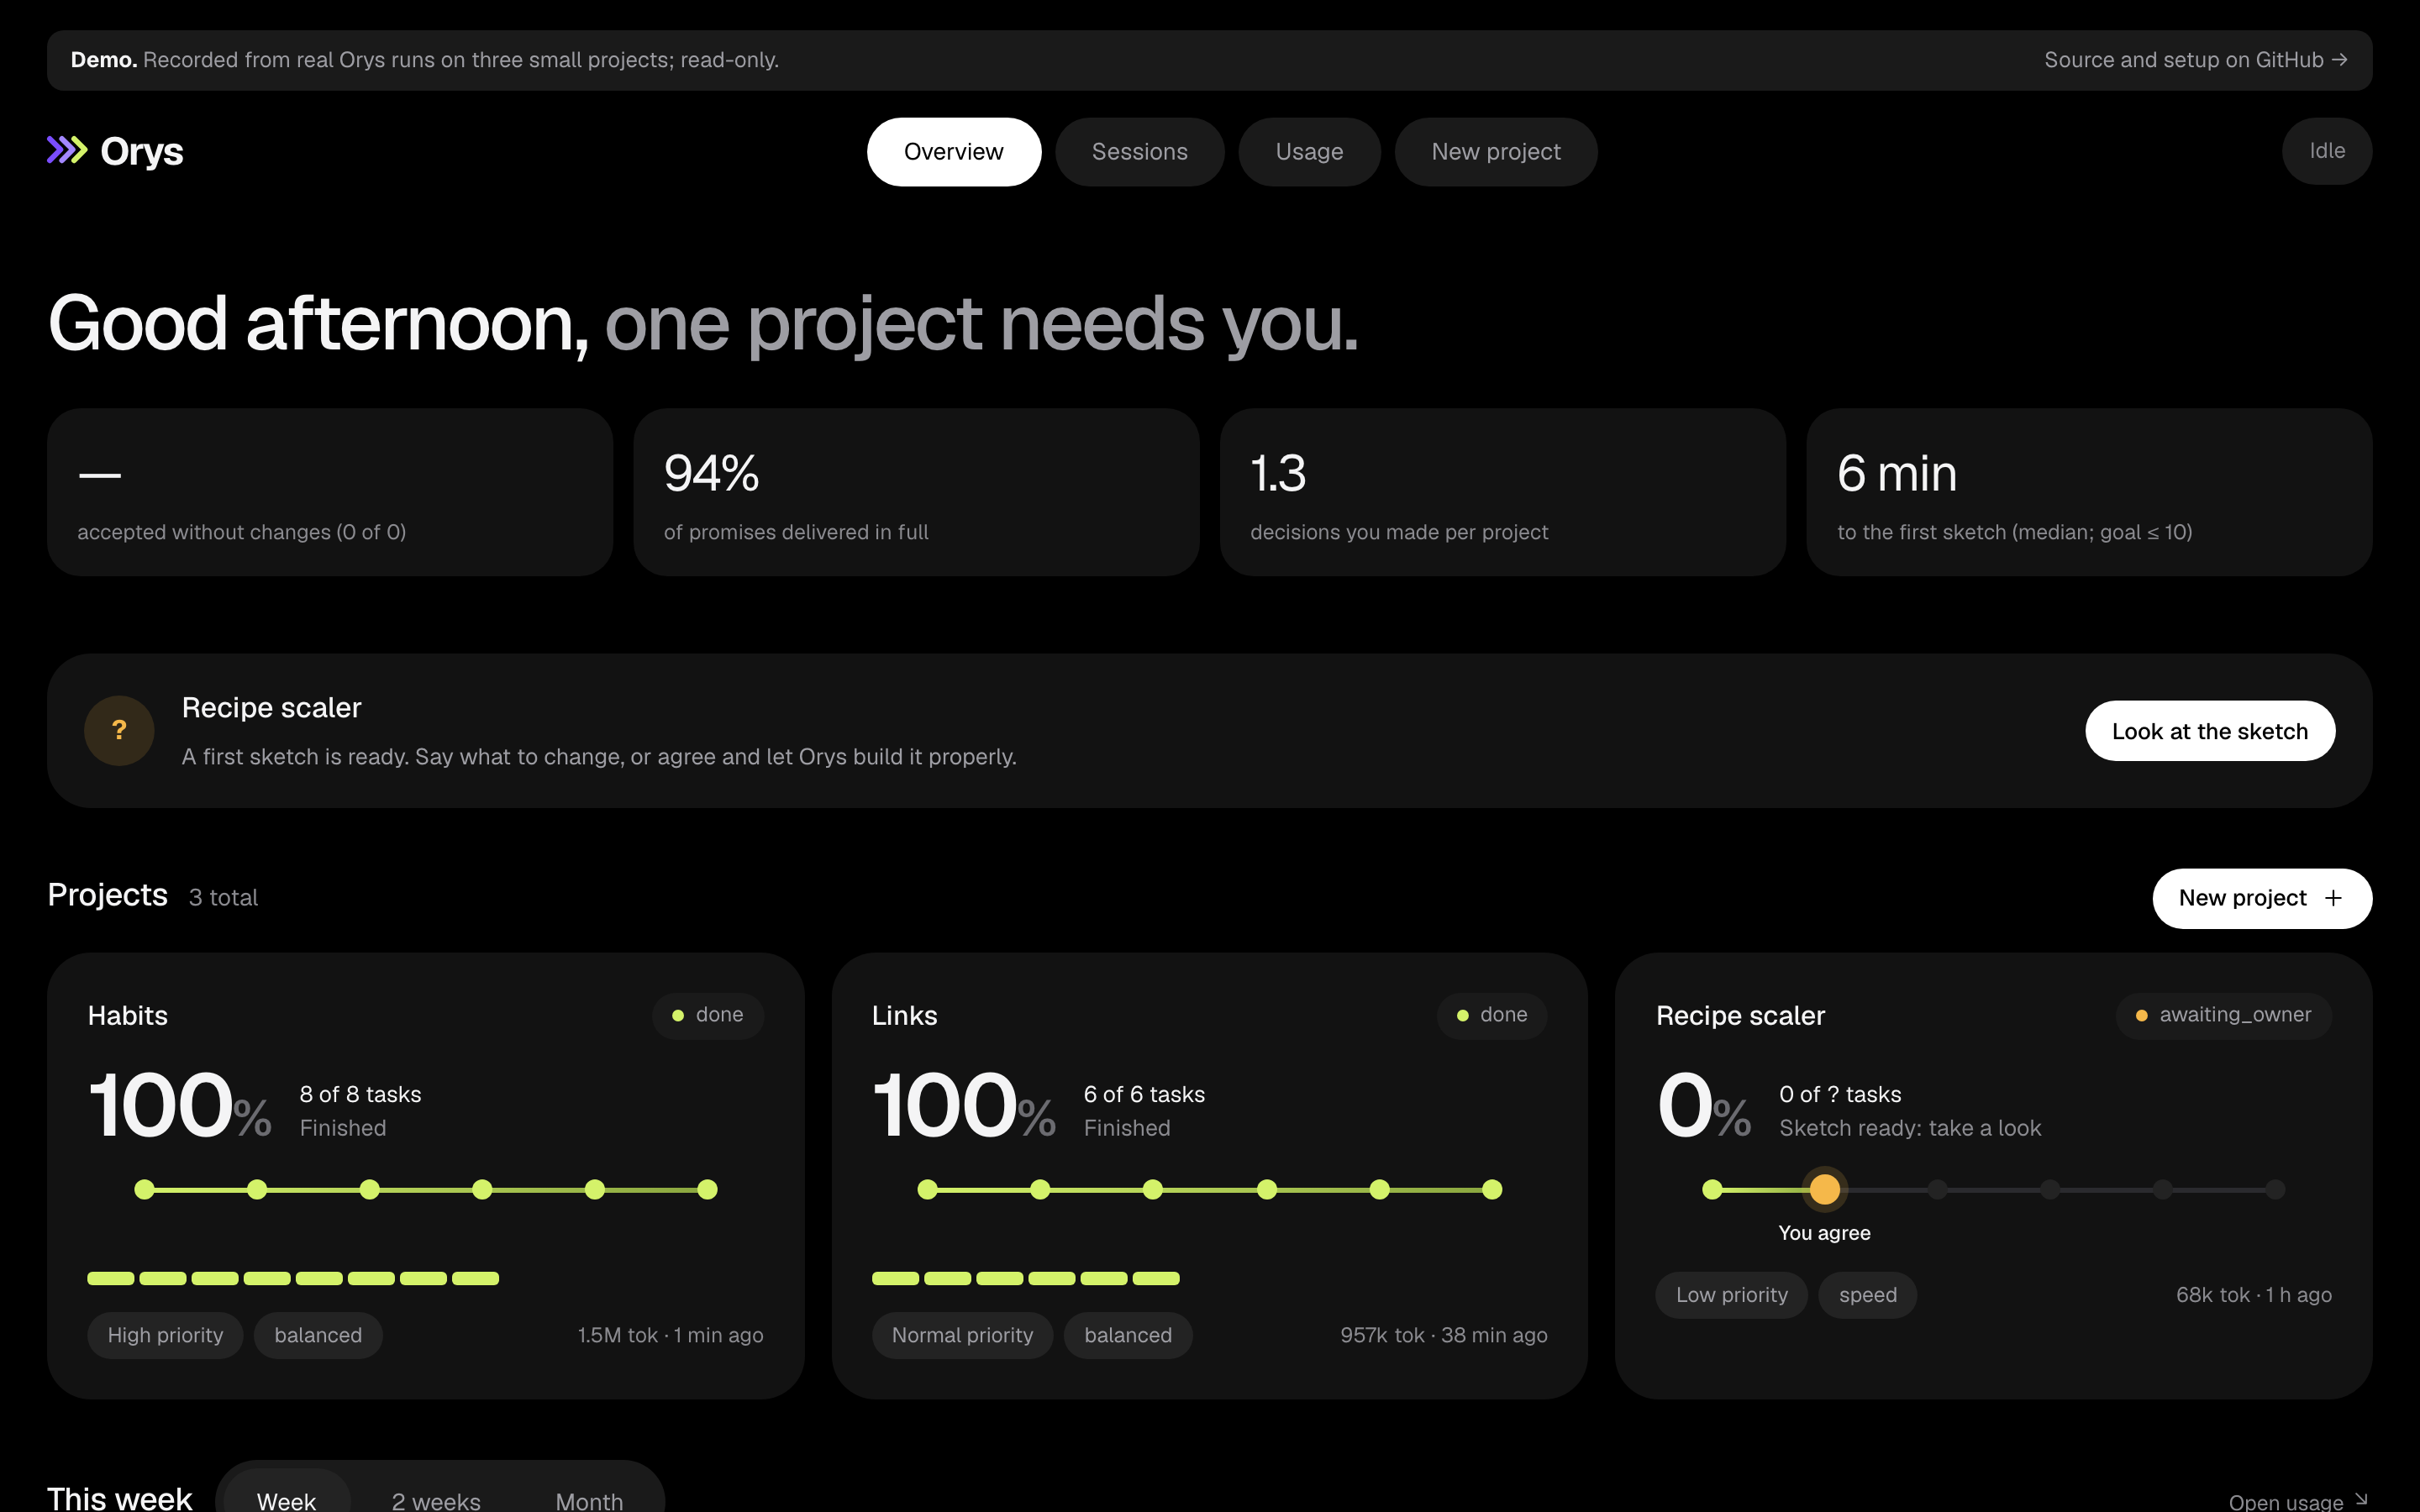 Demo. Recorded from real Orys runs on three small projects; read-only.
Source and setup on GitHub →
Orys
Overview
Sessions
Usage
New project
Idle
Good afternoon, one project needs you.
—
accepted without changes (0 of 0)
94%
of promises delivered in full
1.3
decisions you made per project
6 min
to the first sketch (median; goal ≤ 10)
?
Recipe scaler
A first sketch is ready. Say what to change, or agree and let Orys build it properly.
Look at the sketch
Projects 3 total
New project +
Habits
done
100%
8 of 8 tasks
Finished
High priority
balanced
1.5M tok · 1 min ago
Links
done
100%
6 of 6 tasks
Finished
Normal priority
balanced
957k tok · 38 min ago
Recipe scaler
awaiting_owner
0%
0 of ? tasks
Sketch ready: take a look
You agree
Low priority
speed
68k tok · 1 h ago
This week
Week
2 weeks
Month
Open usage